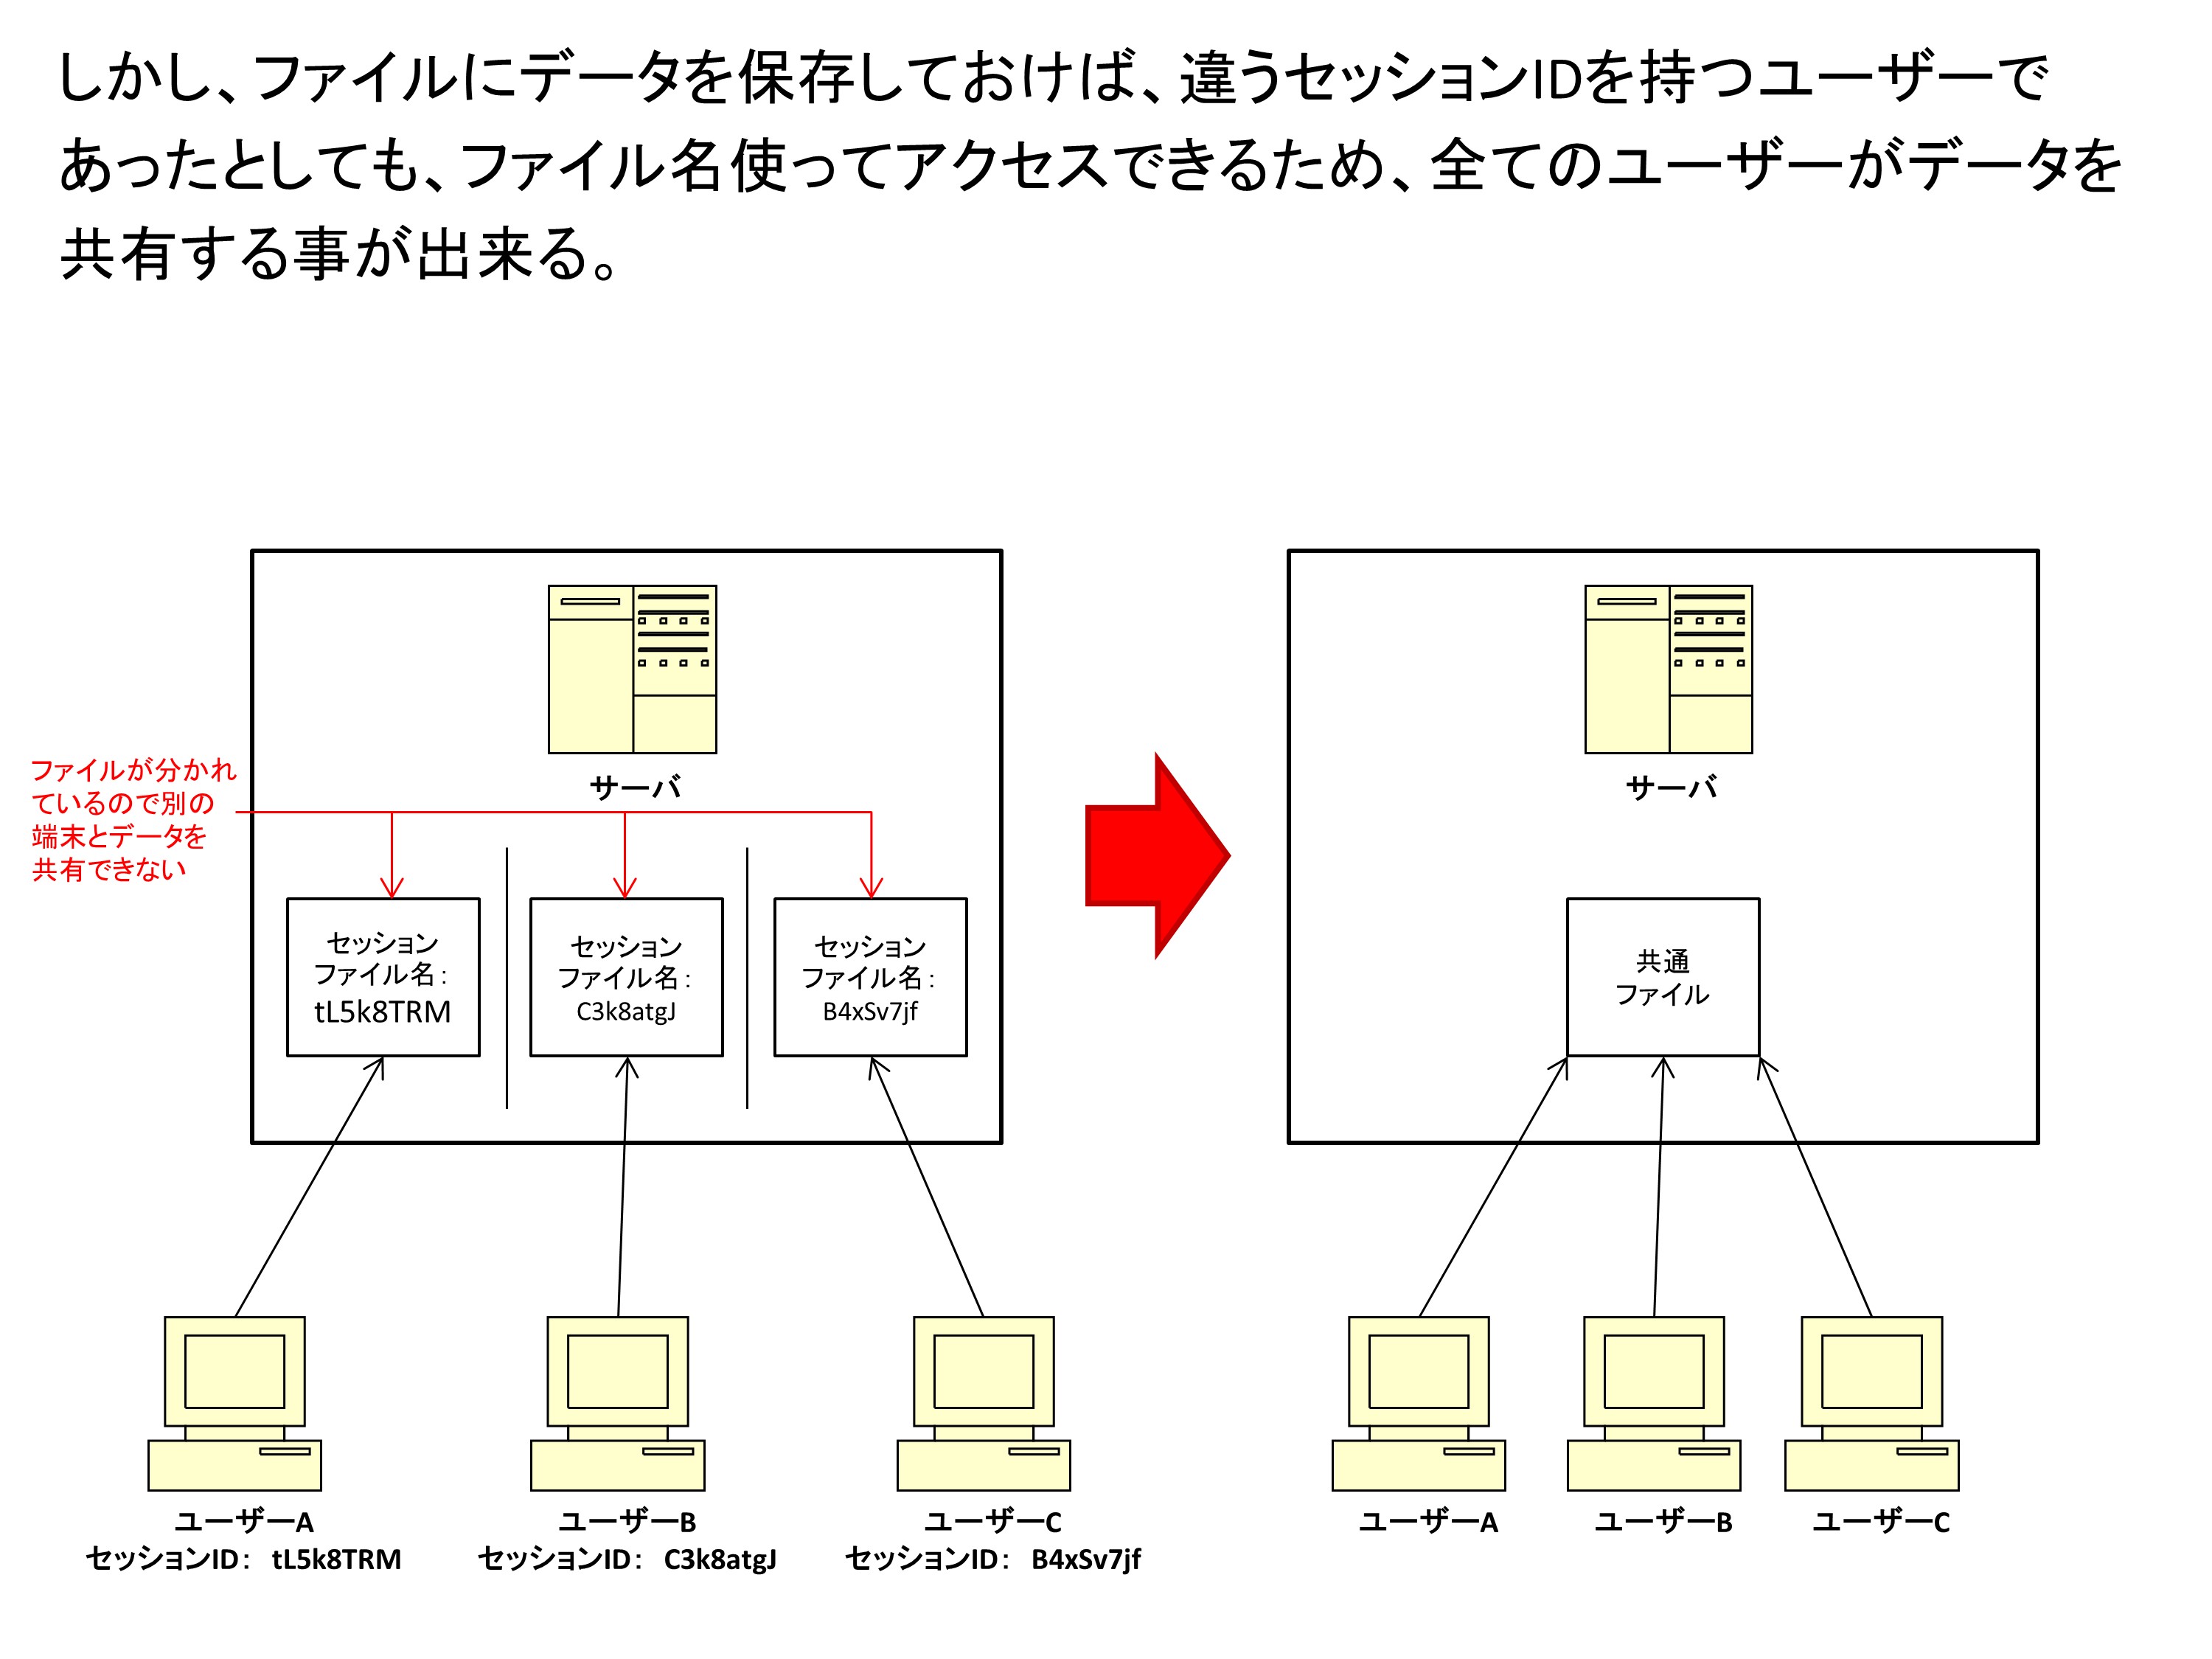 しかし、ファイルにデータを保存しておけば、違うセッションIDを持つユーザーで
あったとしても、ファイル名使ってアクセスできるため、全てのユーザーがデータを
共有する事が出来る。
サーバ
ファイルが分かれ
ているので別の
端末とデータを
共有できない
セッション
ファイル名：
tL5k8TRM
セッション
ファイル名：
C3k8atgJ
セッション
ファイル名：
B4xSv7jf
ユーザーA
セッションID： tL5k8TRM
ユーザーB
セッションID： C3k8atgJ
ユーザーC
セッションID： B4xSv7jf
サーバ
共通
ファイル
ユーザーA
ユーザーB
ユーザーC